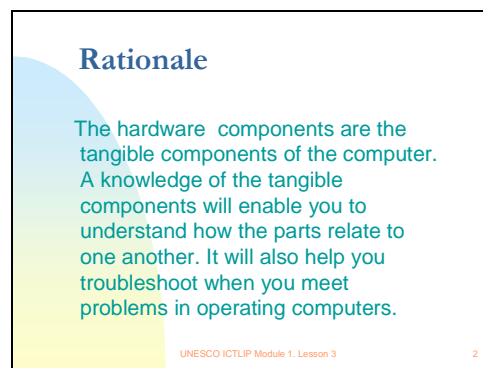 Rationale
The hardware components are the
tangible components of the computer.
A knowledge of the tangible
components will enable you to
understand how the parts relate to
one another. It will also help you
troubleshoot when you meet
problems in operating computers.
UNESCO ICTLIP Module 1. Lesson 3
2